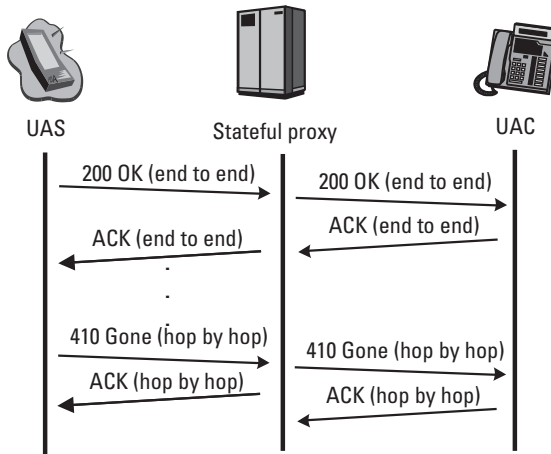 UAS
Stateful proxy
UAC
200 OK (end to end)
200 OK (end to end)
ACK (end to end)
ACK (end to end)
410 Gone (hop by hop)
410 Gone (hop by hop)
ACK (hop by hop)
ACK (hop by hop)